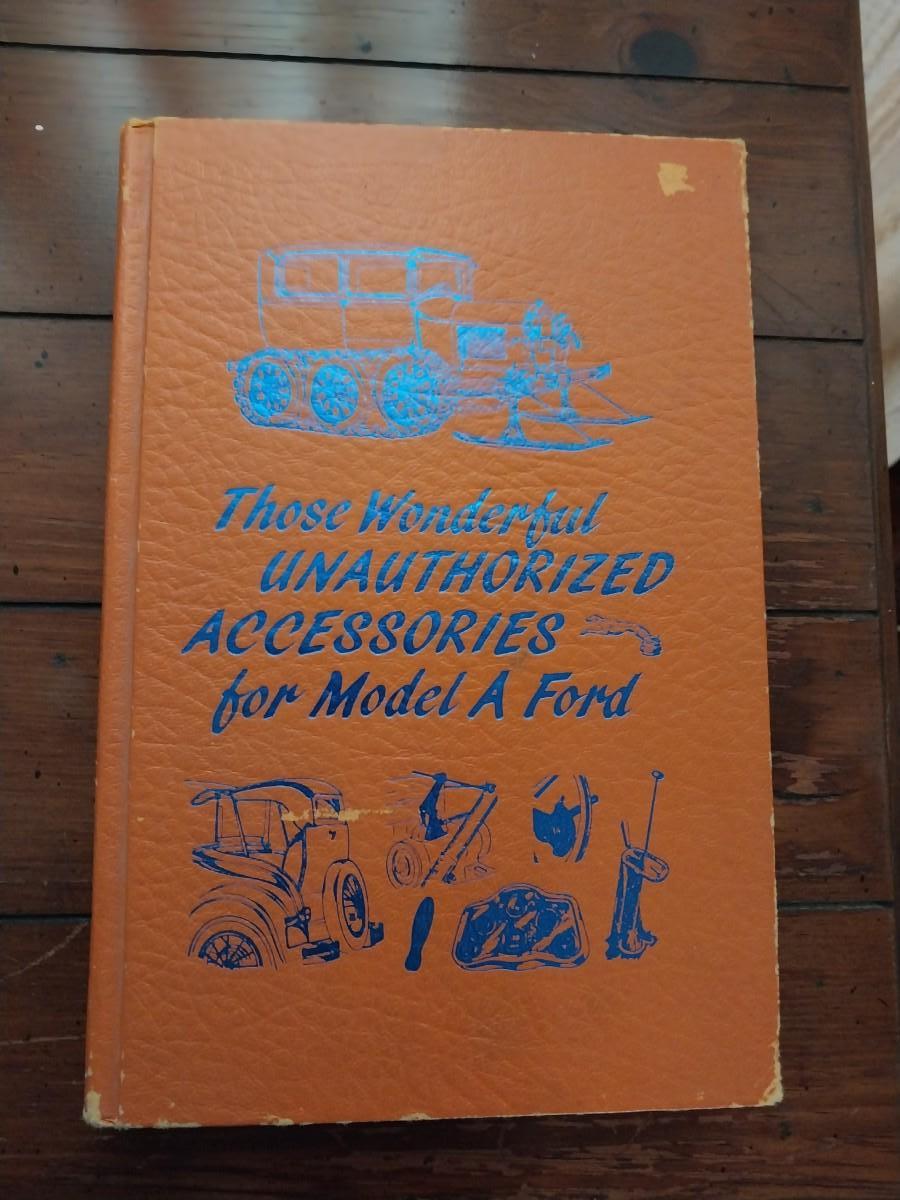 Those Wonderful
UNAUTHORIZED
ACCESSORIES
for Model A Ford